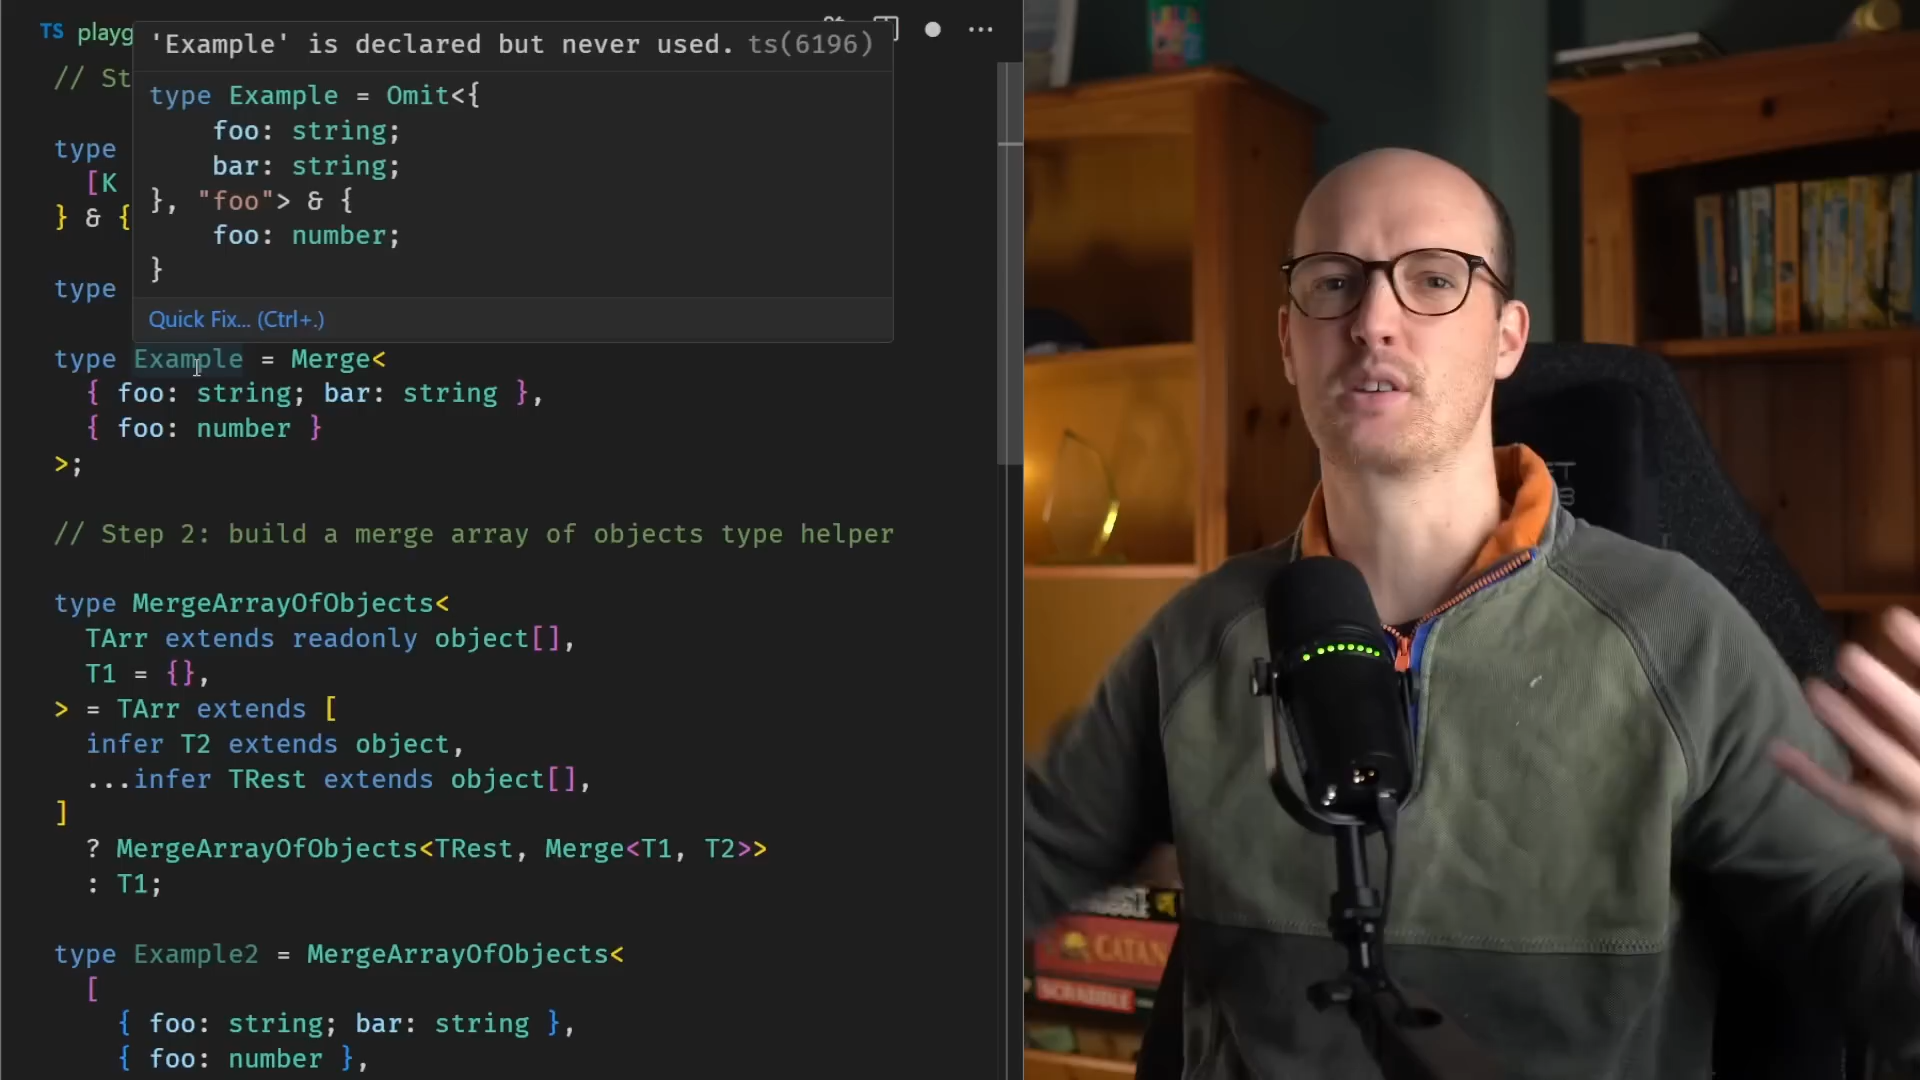 TS playg
'Example' is declared but never used. ts(6196)
// St
type Example = Omit<{
foo: string;
bar: string;
}, "foo"> & {
foo: number;
}
Quick Fix... (Ctrl+.)
type
[K
} & {
type
type Example = Merge<
{ foo: string; bar: string },
{ foo: number }
>;
// Step 2: build a merge array of objects type helper
type MergeArrayOfObjects<
TArr extends readonly object[],
T1 = {},
> = TArr extends [
infer T2 extends object,
...infer TRest extends object[],
]
? MergeArrayOfObjects<TRest, Merge<T1, T2>>
: T1;
type Example2 = MergeArrayOfObjects<
[
{ foo: string; bar: string },
{ foo: number },
CATAN
SCRABBLE